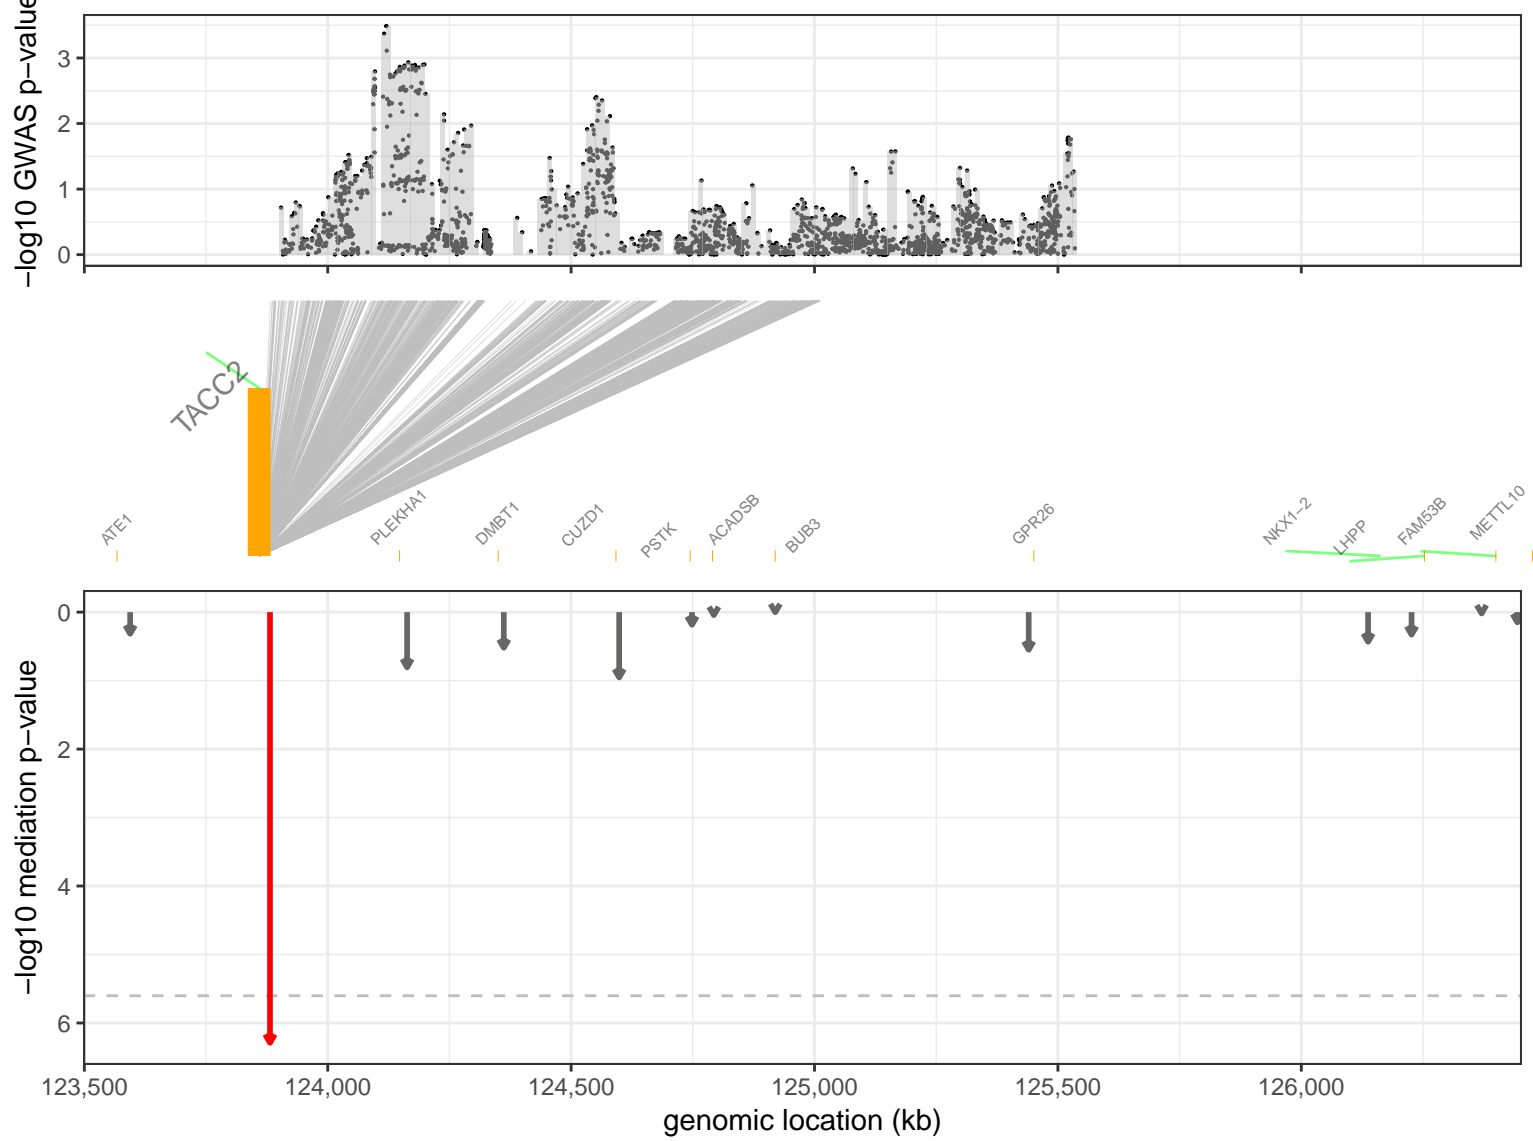 −log10 GWAS p−value
3
2
1
0
TACC2
ATE1
PLEKHA1
DMBT1
CUZD1
PSTK
ACADSB
BUB3
GPR26
NKX1−2
LHPP
FAM53B
METTL10
−log10 mediation p−value
0
2
4
6
123,500 124,000 124,500 125,000 125,500 126,000
genomic location (kb)